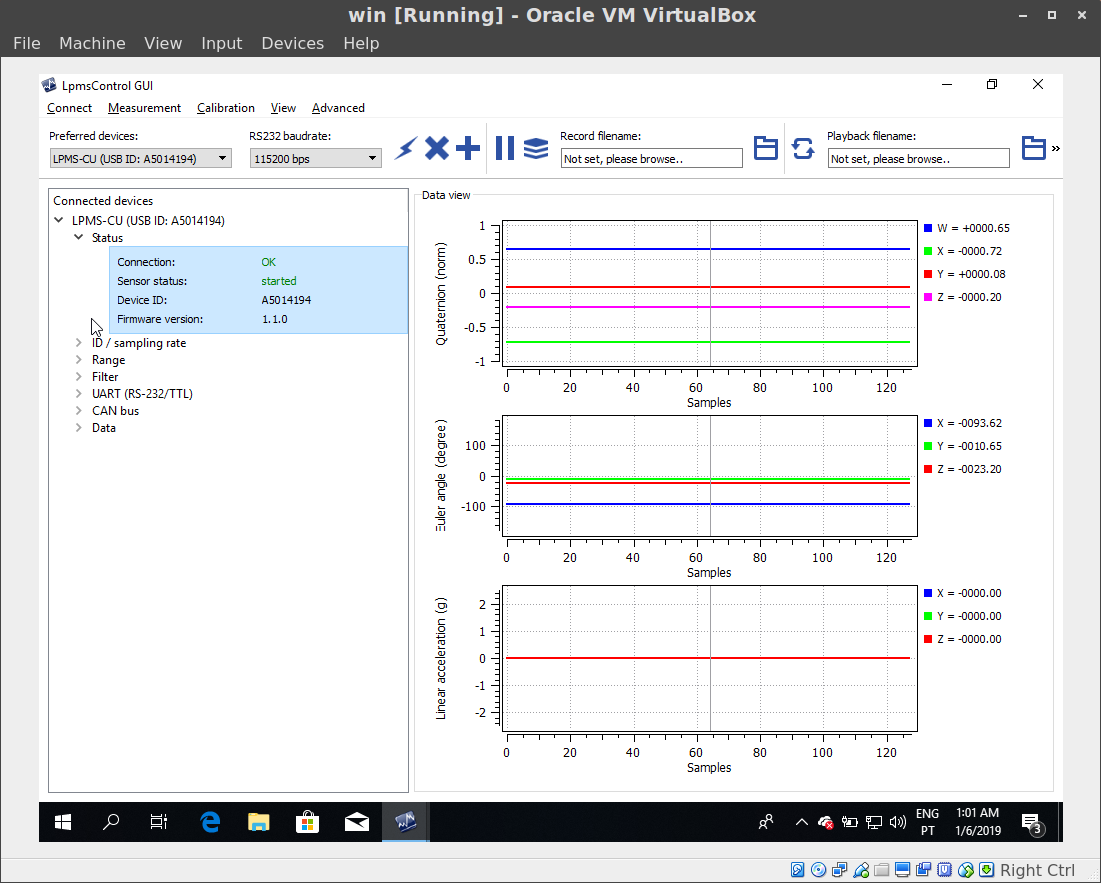 win [Running] - Oracle VM VirtualBox
File Machine View Input Devices Help
LpmsControl GUI
Connect Measurement Calibration View Advanced
Preferred devices: RS232 baudrate: Record filename: Playback filename:
LPMS-CU (USB ID: A5014194) 115200 bps Not set, please browse.. Not set, please browse.. »
Connected devices
LPMS-CU (USB ID: A5014194)
Status
Connection: OK
Sensor status: started
Device ID: A5014194
Firmware version: 1.1.0
ID / sampling rate
Range
Filter
UART (RS-232/TTL)
CAN bus
Data
Data view
Quaternion (norm)
1
0.5
0
-0.5
-1
0 20 40 60 80 100 120
Samples
W = +0000.65
X = -0000.72
Y = +0000.08
Z = -0000.20
Euler angle (degree)
100
0
-100
0 20 40 60 80 100 120
Samples
X = -0093.62
Y = -0010.65
Z = -0023.20
Linear acceleration (g)
2
1
0
-1
-2
0 20 40 60 80 100 120
Samples
X = -0000.00
Y = -0000.00
Z = -0000.00
ENG
PT
1:01 AM
1/6/2019
3
Right Ctrl